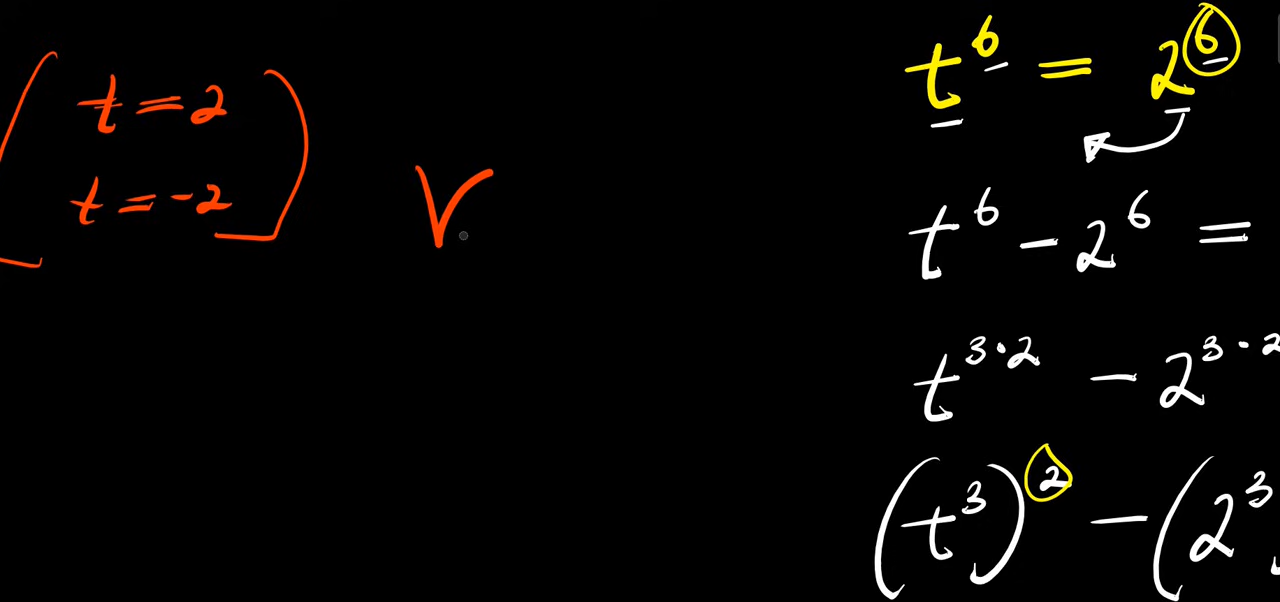 t = 2
t = -2
V
t^6 = 2^6
t^6 - 2^6 =
t^{3·2} - 2^{3·2}
(t^3)^2 - (2^3